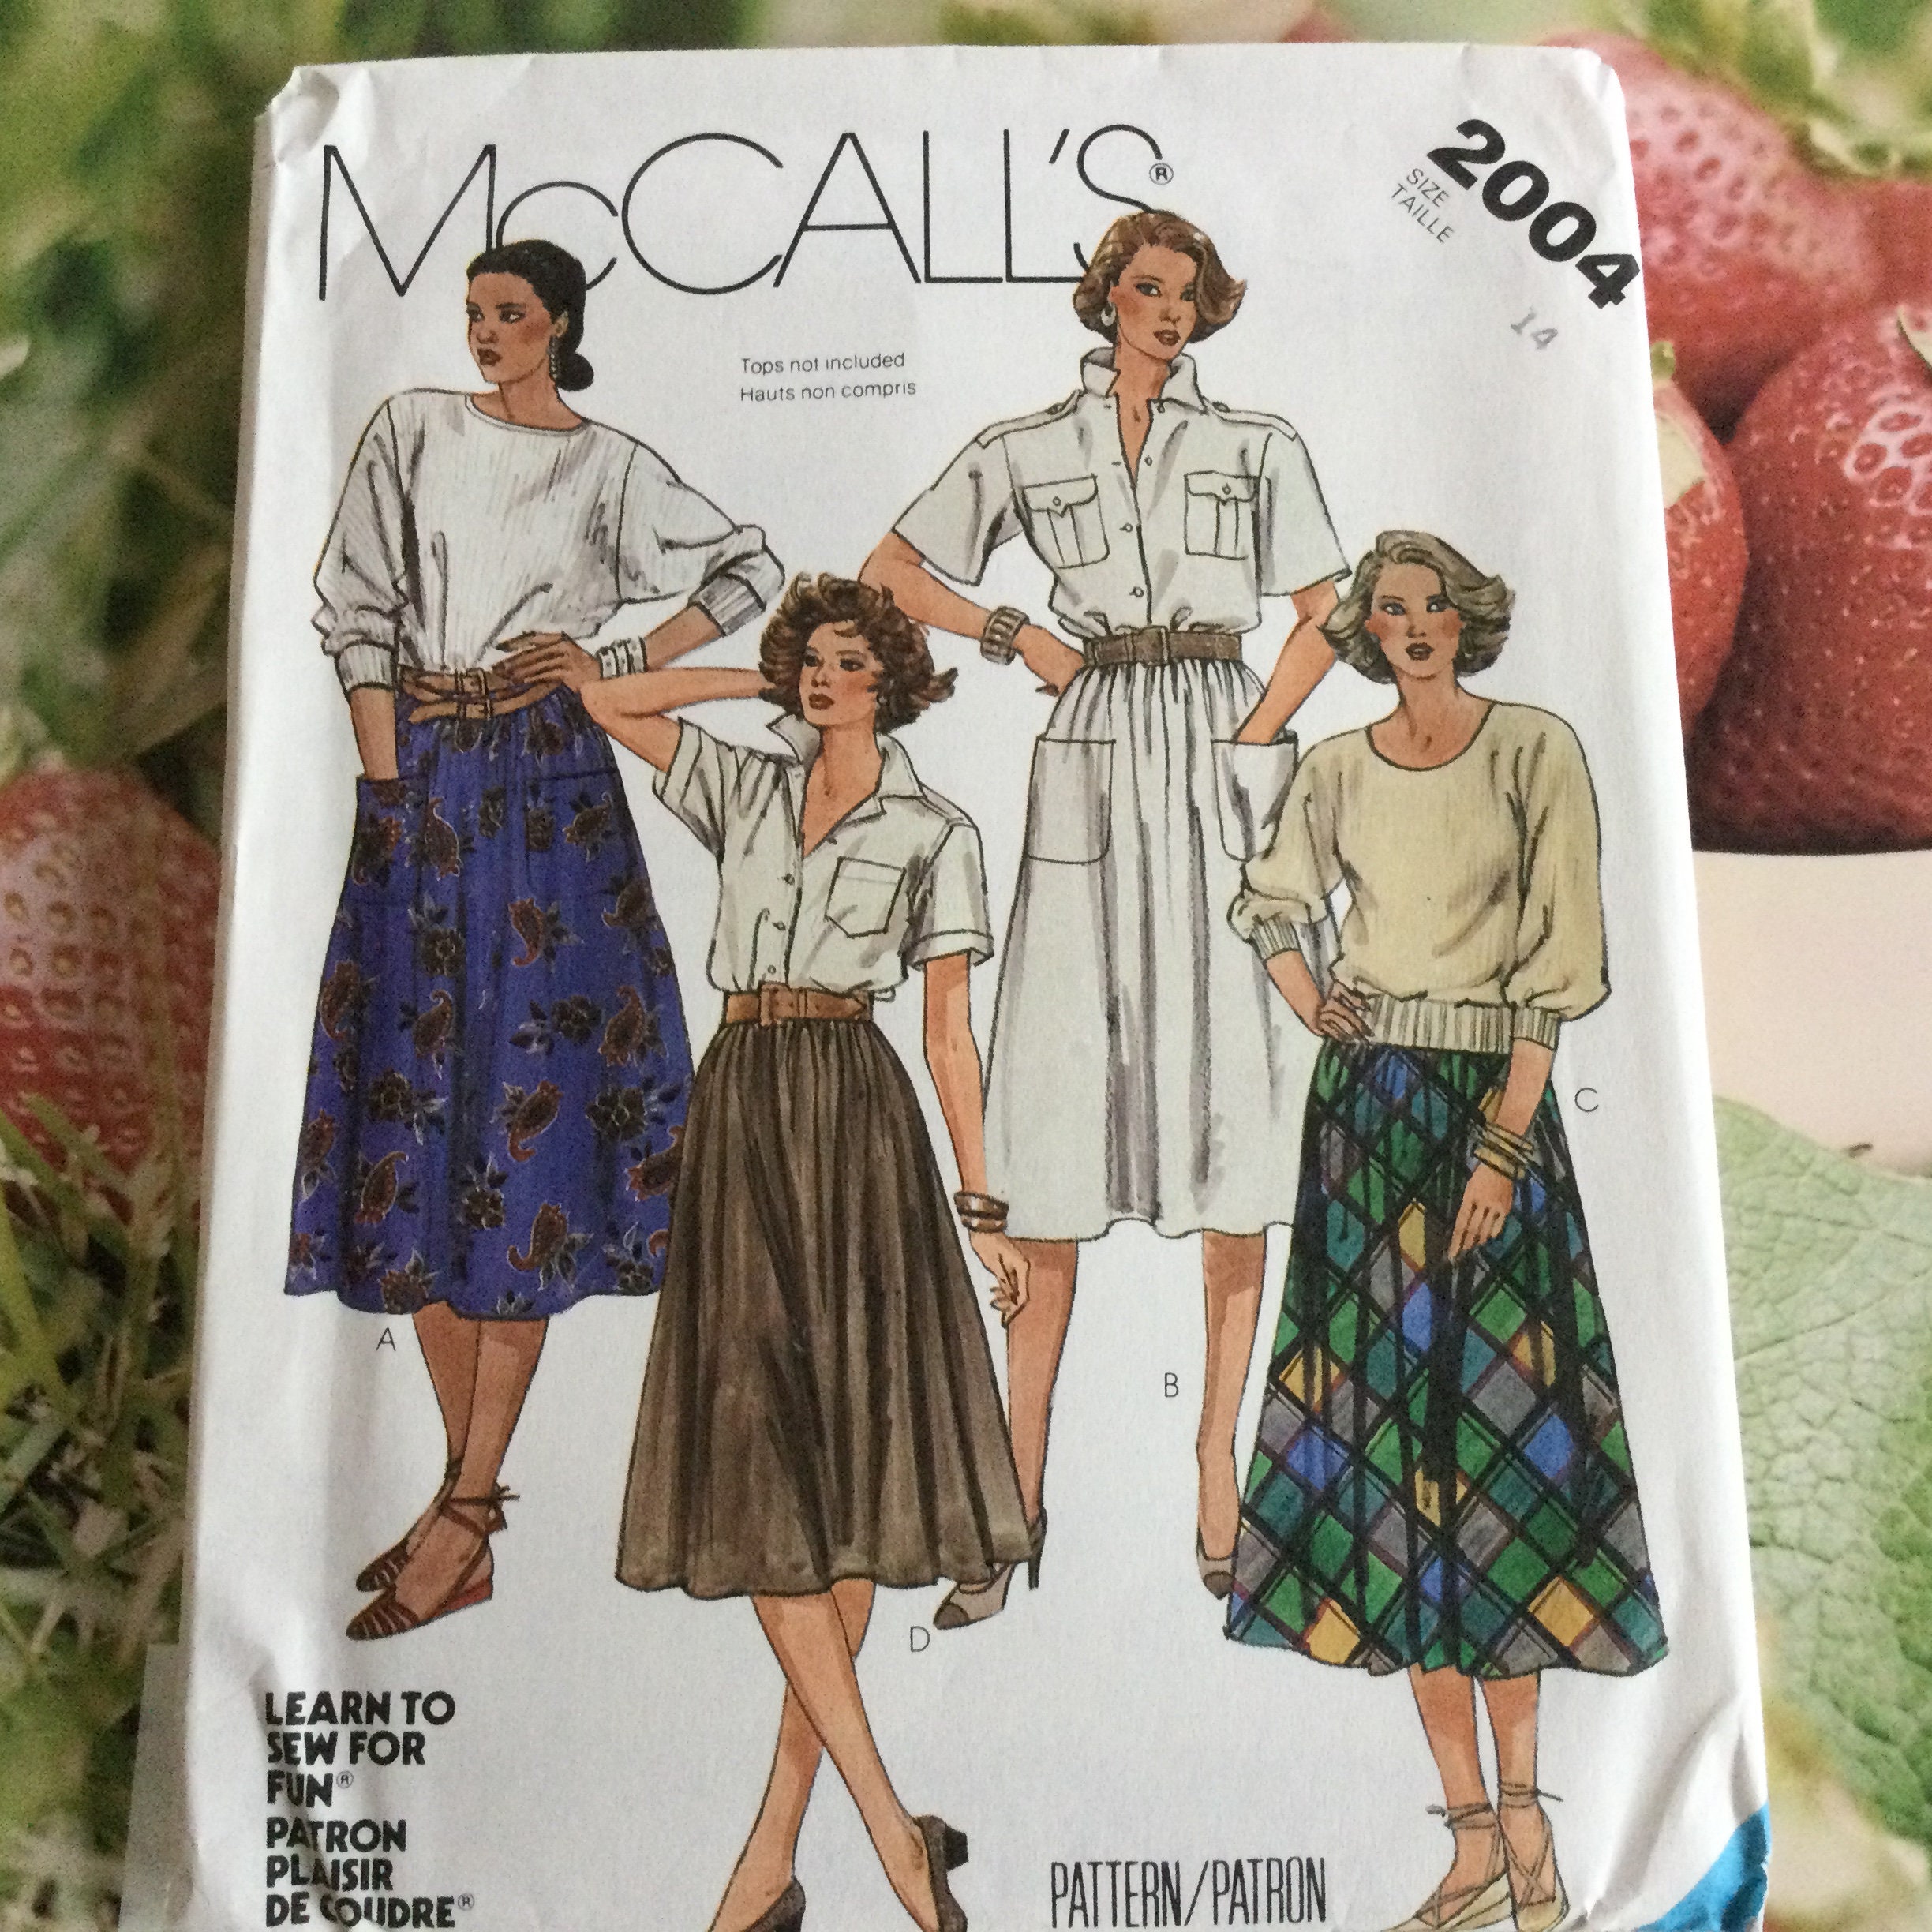 McCALL'S®
2004
SIZE
TAILLE
14
Tops not included
Hauts non compris
A
B
C
D
LEARN TO
SEW FOR
FUN®
PATRON
PLAISIR
DE COUDRE®
PATTERN/PATRON